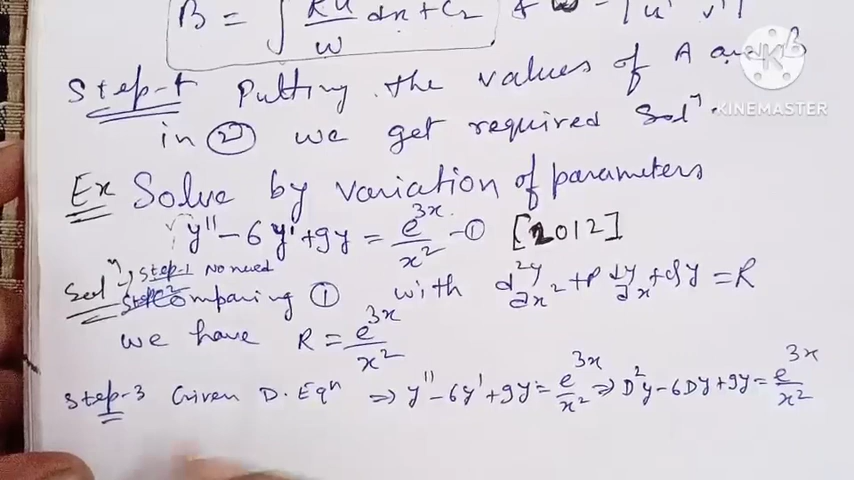 B = ∫ Ru/w dx + C₂ & w = |u' v'|
Step-4 Putting the values of A and B
KINEMASTER
in ② we get required Solⁿ.
Ex Solve by variation of parameters
y'' - 6y' + 9y = e^3x/x² - ① [2012]
Solⁿ Step-1 No need
Step-2 Comparing ① with d²y/dx² + P dy/dx + Qy = R
we have R = e^3x/x²
Step-3 Given D. Eqⁿ ⇒ y'' - 6y' + 9y = e^3x/x² ⇒ D²y - 6Dy + 9y = e^3x/x²